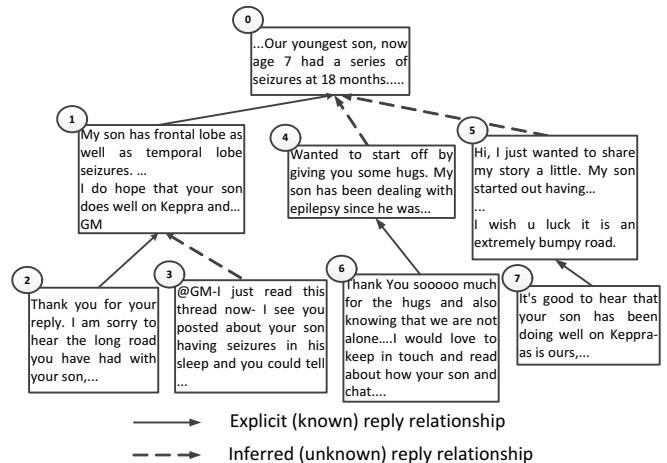 0
...Our youngest son, now
age 7 had a series of
seizures at 18 months.....
1
My son has frontal lobe as
well as temporal lobe
seizures. ...
I do hope that your son
does well on Keppra and...
GM
4
Wanted to start off by
giving you some hugs. My
son has been dealing with
epilepsy since he was...
5
Hi, I just wanted to share
my story a little. My son
started out having...
...
I wish u luck it is an
extremely bumpy road.
2
Thank you for your
reply. I am sorry to
hear the long road
you have had with
your son,...
3
@GM-I just read this
thread now- I see you
posted about your son
having seizures in his
sleep and you could tell
...
6
Thank You sooooo much
for the hugs and also
knowing that we are not
alone....I would love to
keep in touch and read
about how your son and
chat....
7
It's good to hear that
your son has been
doing well on Keppra-
as is ours,...
Explicit (known) reply relationship
Inferred (unknown) reply relationship